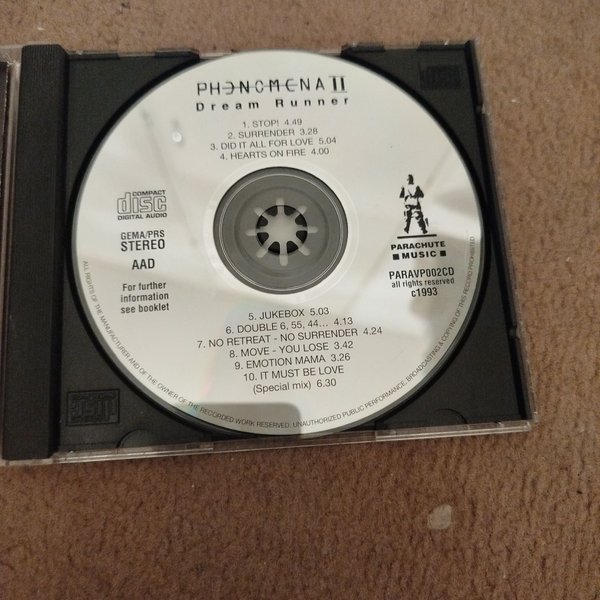 PHENOMENA II
Dream Runner
1. STOP! 4.49
2. SURRENDER 3.28
3. DID IT ALL FOR LOVE 5.04
4. HEARTS ON FIRE 4.00
COMPACT
disc
DIGITAL AUDIO
GEMA/PRS
STEREO
AAD
For further
information
see booklet
PARACHUTE
MUSIC
PARAVP002CD
all rights reserved
c1993
5. JUKEBOX 5.03
6. DOUBLE 6, 55, 44... 4.13
7. NO RETREAT - NO SURRENDER 4.24
8. MOVE - YOU LOSE 3.42
9. EMOTION MAMA 3.26
10. IT MUST BE LOVE
(Special mix) 6.30
ALL RIGHTS OF THE MANUFACTURER AND OF THE OWNER OF THE RECORDED WORK RESERVED. UNAUTHORIZED PUBLIC PERFORMANCE, BROADCASTING & COPYING OF THIS RECORD PROHIBITED
disc
disc